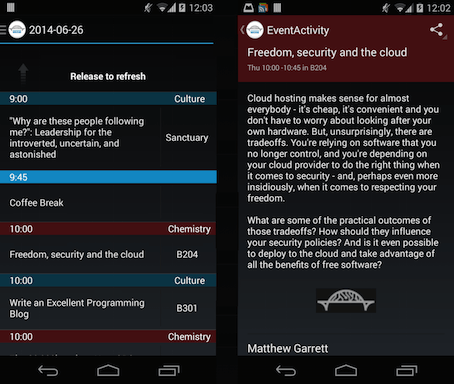 12:03
2014-06-26
Release to refresh
9:00 Culture
"Why are these people following
me?": Leadership for the
introverted, uncertain, and
astonished
Sanctuary
9:45
Coffee Break
10:00 Chemistry
Freedom, security and the cloud B204
10:00 Culture
Write an Excellent Programming
Blog
B301
10:00 Chemistry
12:02
EventActivity
Freedom, security and the cloud
Thu 10:00 -10:45 in B204
Cloud hosting makes sense for almost
everybody - it's cheap, it's convenient and you
don't have to worry about looking after your
own hardware. But, unsurprisingly, there are
tradeoffs. You're relying on software that you
no longer control, and you're depending on
your cloud provider to do the right thing when
it comes to security - and, perhaps even more
insidiously, when it comes to respecting your
freedom.
What are some of the practical outcomes of
those tradeoffs? How should they influence
your security policies? And is it even possible
to deploy to the cloud and take advantage of
all the benefits of free software?
Matthew Garrett